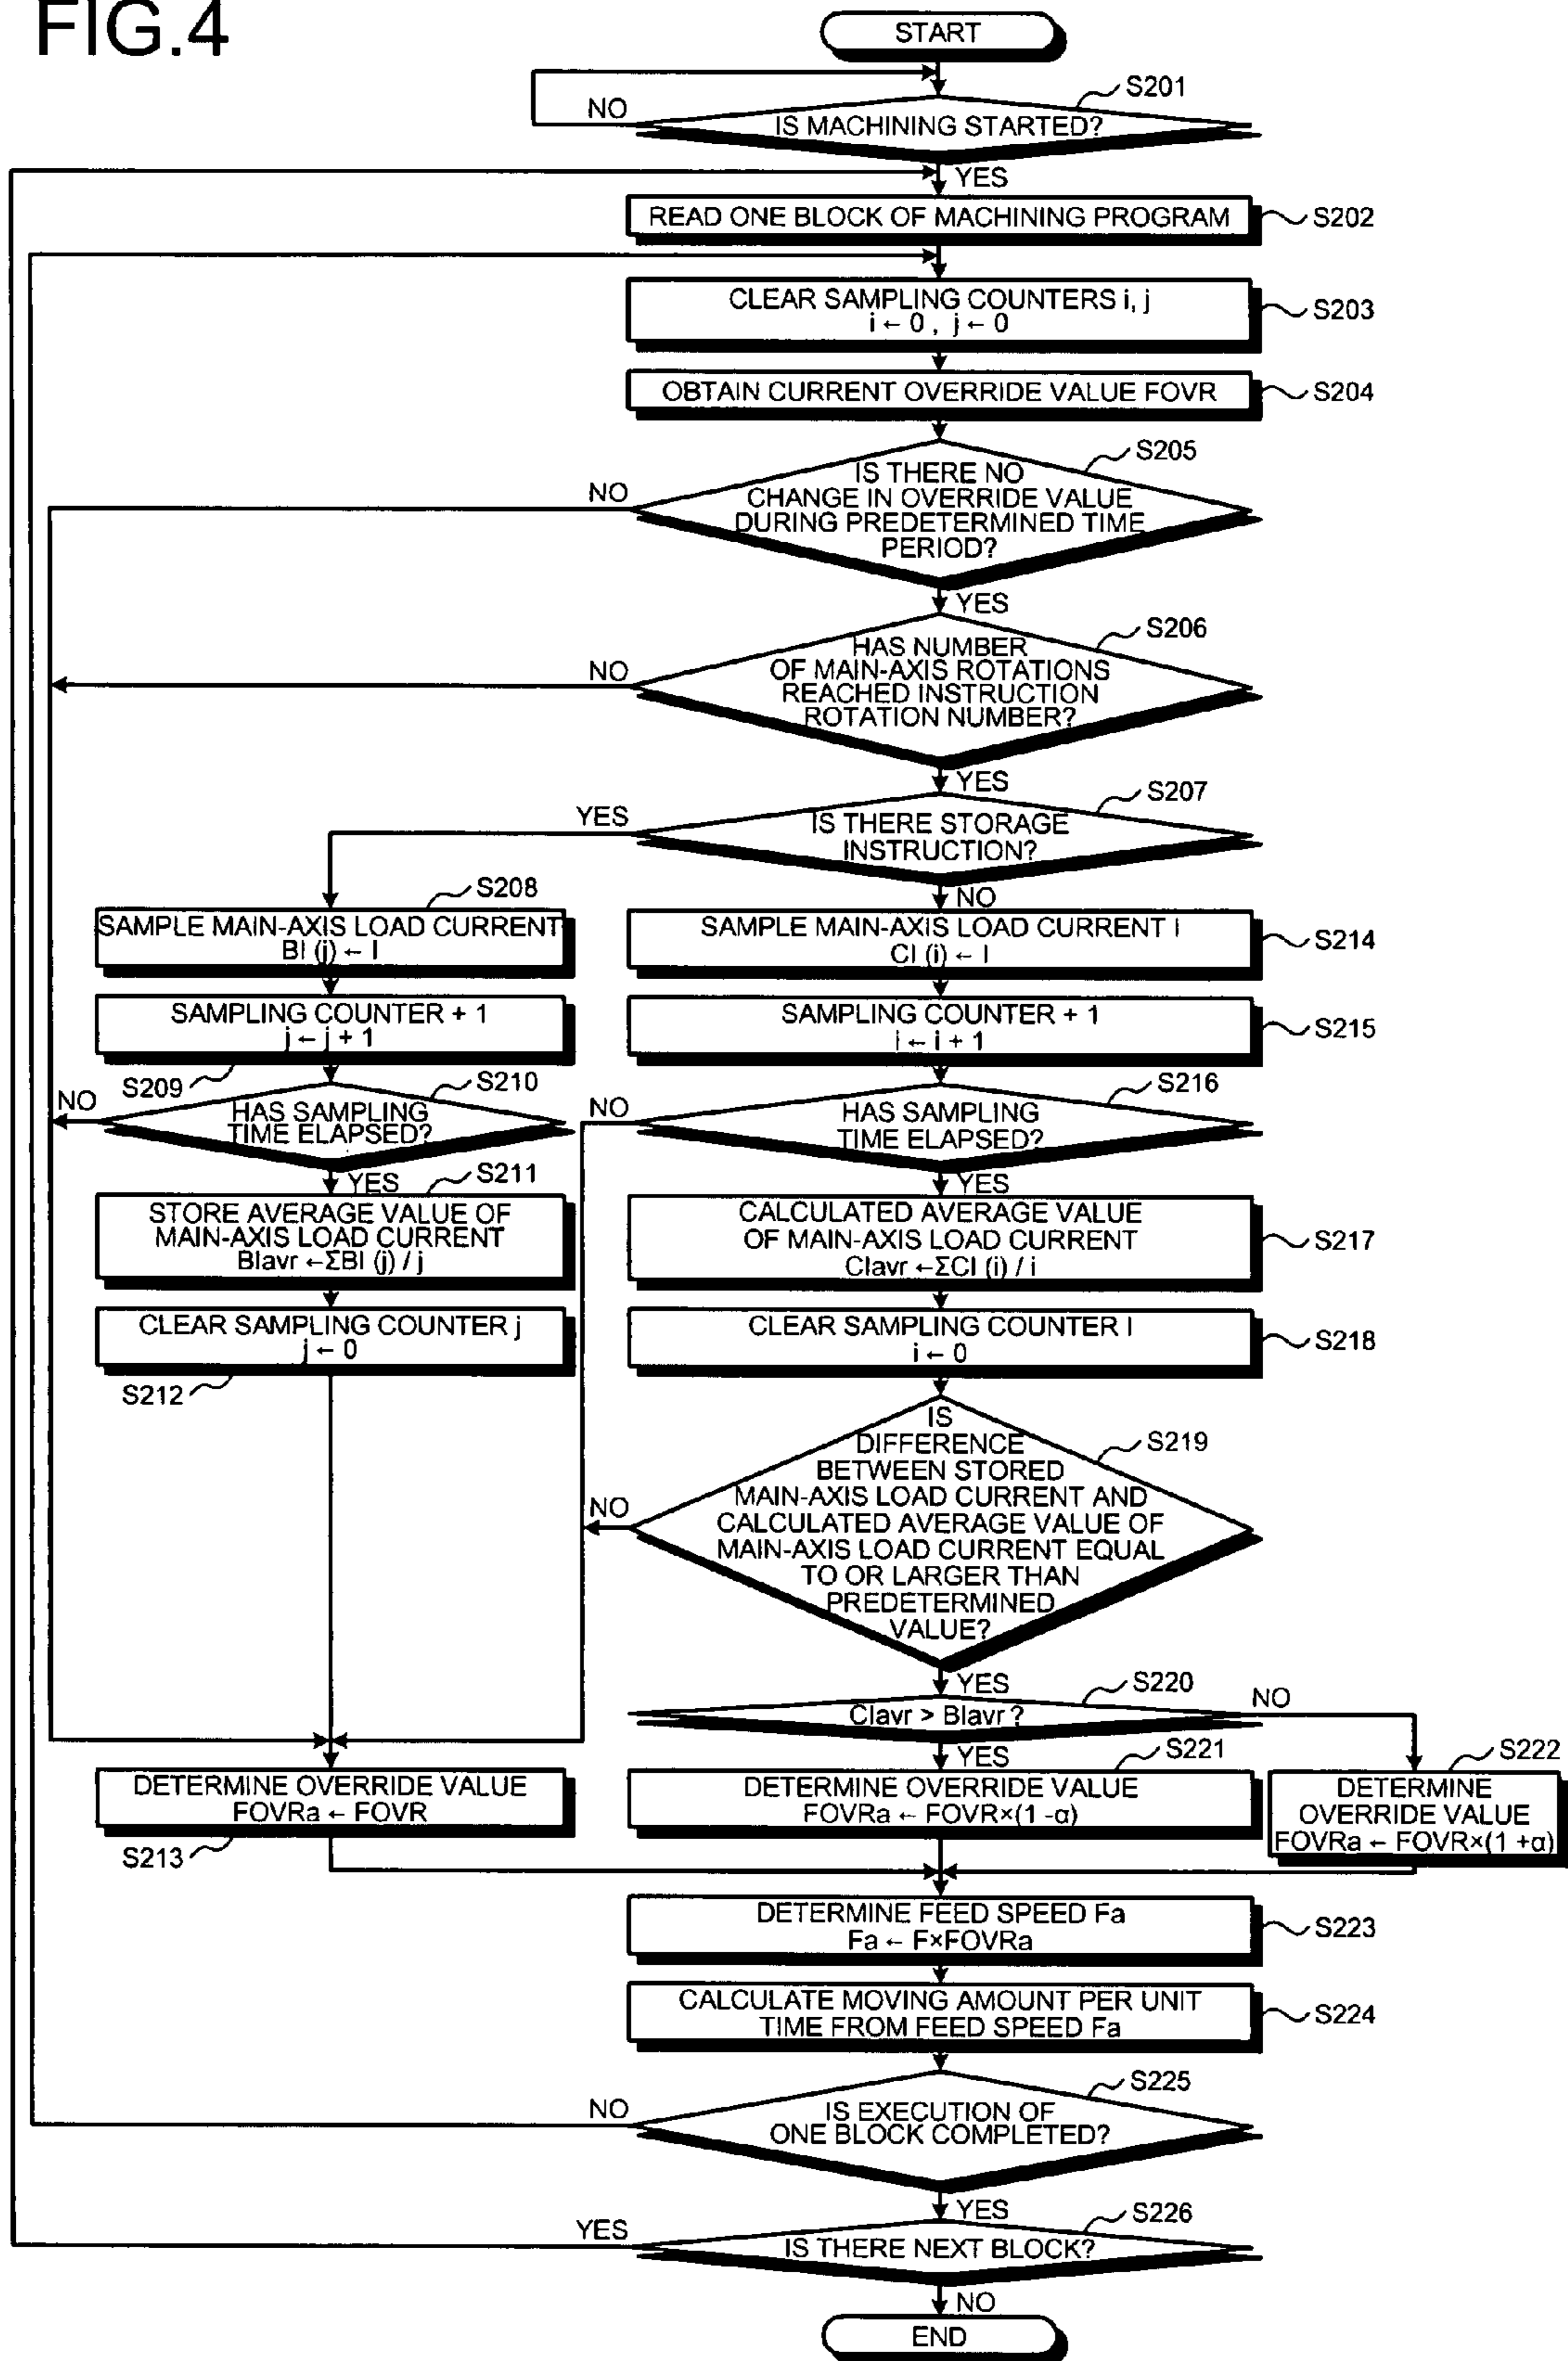 FIG.4
START
S201
NO
IS MACHINING STARTED?
YES
READ ONE BLOCK OF MACHINING PROGRAM
S202
CLEAR SAMPLING COUNTERS i, j
i ← 0 , j ← 0
S203
OBTAIN CURRENT OVERRIDE VALUE FOVR
S204
S205
NO
IS THERE NO
CHANGE IN OVERRIDE VALUE
DURING PREDETERMINED TIME
PERIOD?
YES
S206
NO
HAS NUMBER
OF MAIN-AXIS ROTATIONS
REACHED INSTRUCTION
ROTATION NUMBER?
YES
S207
YES
IS THERE STORAGE
INSTRUCTION?
NO
S208
SAMPLE MAIN-AXIS LOAD CURRENT
BI (j) ← I
SAMPLING COUNTER + 1
j ← j + 1
S209
S210
NO
HAS SAMPLING
TIME ELAPSED?
YES
S211
STORE AVERAGE VALUE OF
MAIN-AXIS LOAD CURRENT
BIavr ←ΣBI (j) / j
CLEAR SAMPLING COUNTER j
j ← 0
S212
SAMPLE MAIN-AXIS LOAD CURRENT I
CI (i) ← I
S214
SAMPLING COUNTER + 1
i ← i + 1
S215
S216
NO
HAS SAMPLING
TIME ELAPSED?
YES
CALCULATED AVERAGE VALUE
OF MAIN-AXIS LOAD CURRENT
CIavr ←ΣCI (i) / i
S217
CLEAR SAMPLING COUNTER I
i ← 0
S218
S219
NO
IS
DIFFERENCE
BETWEEN STORED
MAIN-AXIS LOAD CURRENT AND
CALCULATED AVERAGE VALUE OF
MAIN-AXIS LOAD CURRENT EQUAL
TO OR LARGER THAN
PREDETERMINED
VALUE?
YES
S220
CIavr > BIavr ?
NO
YES
DETERMINE OVERRIDE VALUE
FOVRa ← FOVR
S213
S221
DETERMINE OVERRIDE VALUE
FOVRa ← FOVR×(1 -α)
S222
DETERMINE
OVERRIDE VALUE
FOVRa ← FOVR×(1 +α)
DETERMINE FEED SPEED Fa
Fa ← F×FOVRa
S223
CALCULATE MOVING AMOUNT PER UNIT
TIME FROM FEED SPEED Fa
S224
S225
NO
IS EXECUTION OF
ONE BLOCK COMPLETED?
YES
S226
YES
IS THERE NEXT BLOCK?
NO
END